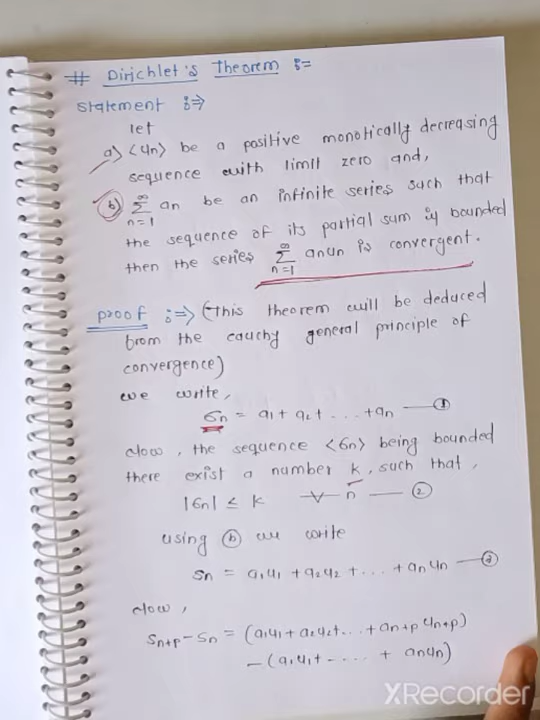 # Dirichlet's Theorem :=
Statement :⇒
let
a) <un> be a positive monotically decreasing
sequence with limit zero and,
b) ∞Σn=1 an be an infinite series such that
the sequence of its partial sum is bounded
then the series ∞Σn=1 anun is convergent.
proof :⇒ (this theorem will be deduced
from the cauchy general principle of
convergence)
we write,
σn = a1 + a2 + ... + an — ①
Now, the sequence <σn> being bounded
there exist a number k, such that,
|σn| ≤ k ∀ n — ②
using ⓑ we write
Sn = a1u1 + a2u2 + ... + anun — ③
Now,
Sn+p - Sn = (a1u1 + a2u2 + ... + an+p un+p)
- (a1u1 + - ... + anun)
XRecorder